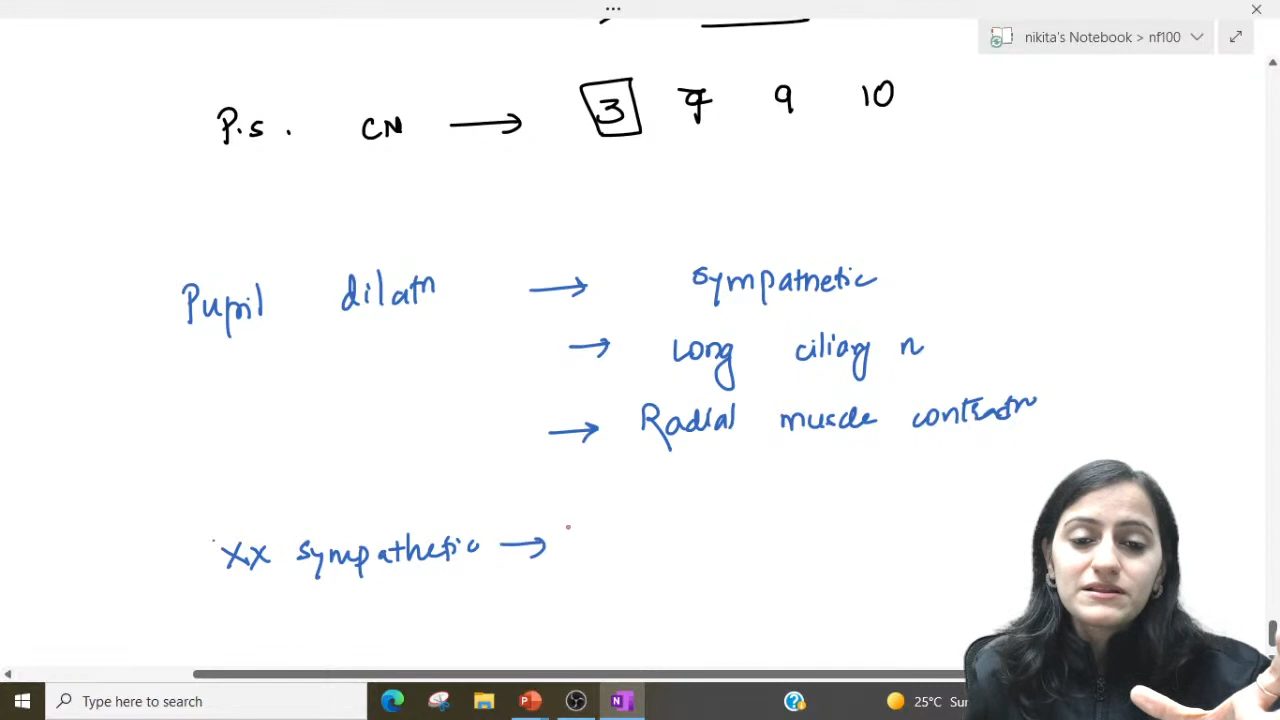 nikita's Notebook > nf100
P.s. CN → 3 7 9 10
Pupil dilatn → sympathetic
→ Long ciliary n
→ Radial muscle contractn
xx sympathetic →
Type here to search
25°C Sun